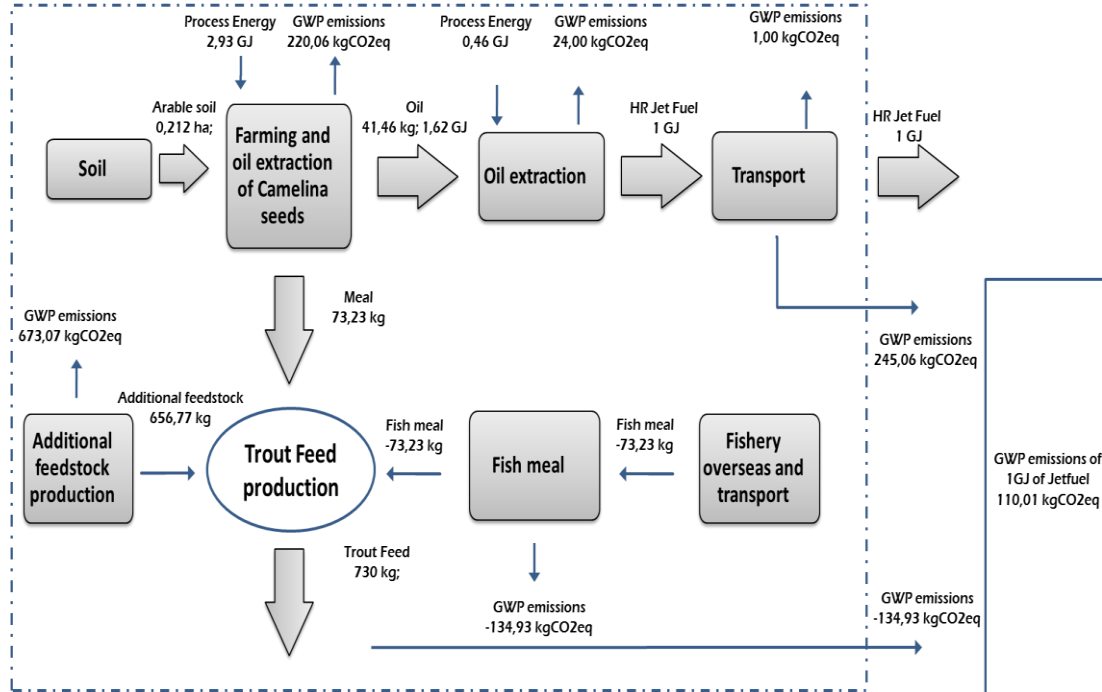 Process Energy
2,93 GJ
GWP emissions
220,06 kgCO2eq
Process Energy
0,46 GJ
GWP emissions
24,00 kgCO2eq
GWP emissions
1,00 kgCO2eq
Soil
Arable soil
0,212 ha;
Farming and
oil extraction
of Camelina
seeds
Oil
41,46 kg; 1,62 GJ
Oil extraction
HR Jet Fuel
1 GJ
Transport
HR Jet Fuel
1 GJ
Meal
73,23 kg
GWP emissions
245,06 kgCO2eq
GWP emissions
673,07 kgCO2eq
Additional
feedstock
production
Additional feedstock
656,77 kg
Trout Feed
production
Fish meal
-73,23 kg
Fish meal
Fish meal
-73,23 kg
Fishery
overseas and
transport
GWP emissions of
1GJ of Jetfuel
110,01 kgCO2eq
Trout Feed
730 kg;
GWP emissions
-134,93 kgCO2eq
GWP emissions
-134,93 kgCO2eq